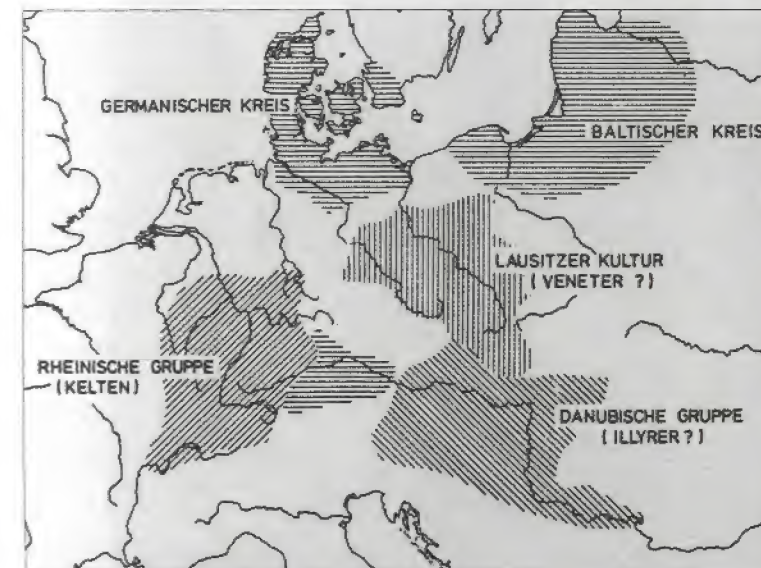 GERMANISCHER KREIS
BALTISCHER KREIS
LAUSITZER KULTUR
(VENETER ?)
RHEINISCHE GRUPPE
(KELTEN)
DANUBISCHE GRUPPE
(ILLYRER ?)